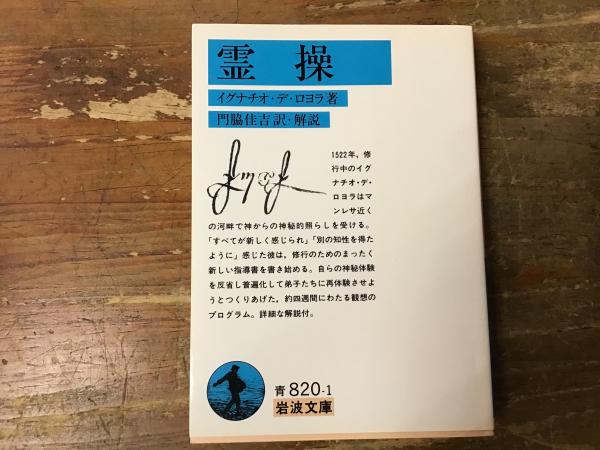 霊 操
イグナチオ・デ・ロヨラ著
門脇佳吉訳・解説
1522年，修
行中のイグ
ナチオ・デ・
ロヨラはマ
ンレサ近く
の河畔で神からの神秘的照らしを受ける。
「すべてが新しく感じられ」「別の知性を得た
ように」感じた彼は，修行のためのまったく
新しい指導書を書き始める。自らの神秘体験
を反省し普遍化して弟子たちに再体験させよ
うとつくりあげた，約四週間にわたる観想の
プログラム。詳細な解説付。
青 820-1
岩波文庫